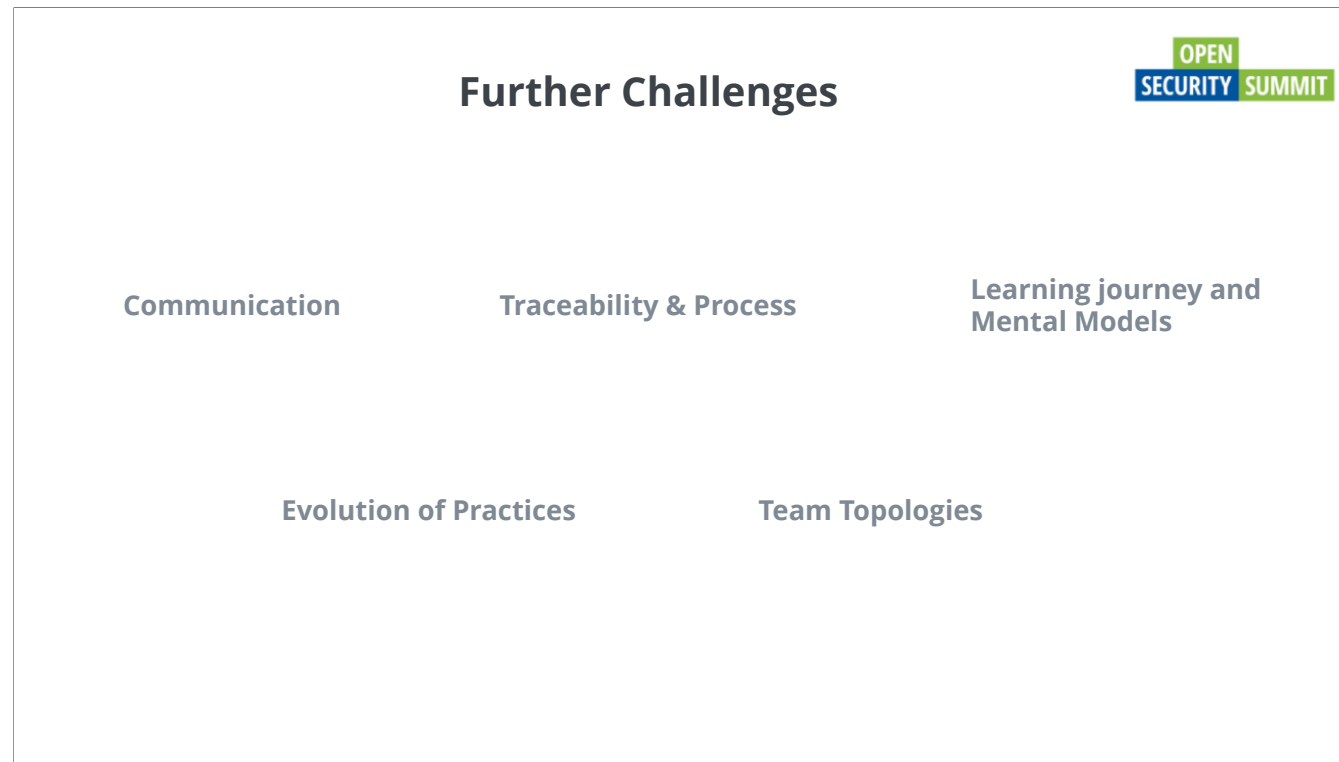 Further Challenges
OPEN
SECURITY SUMMIT
Communication
Traceability & Process
Learning journey and
Mental Models
Evolution of Practices
Team Topologies